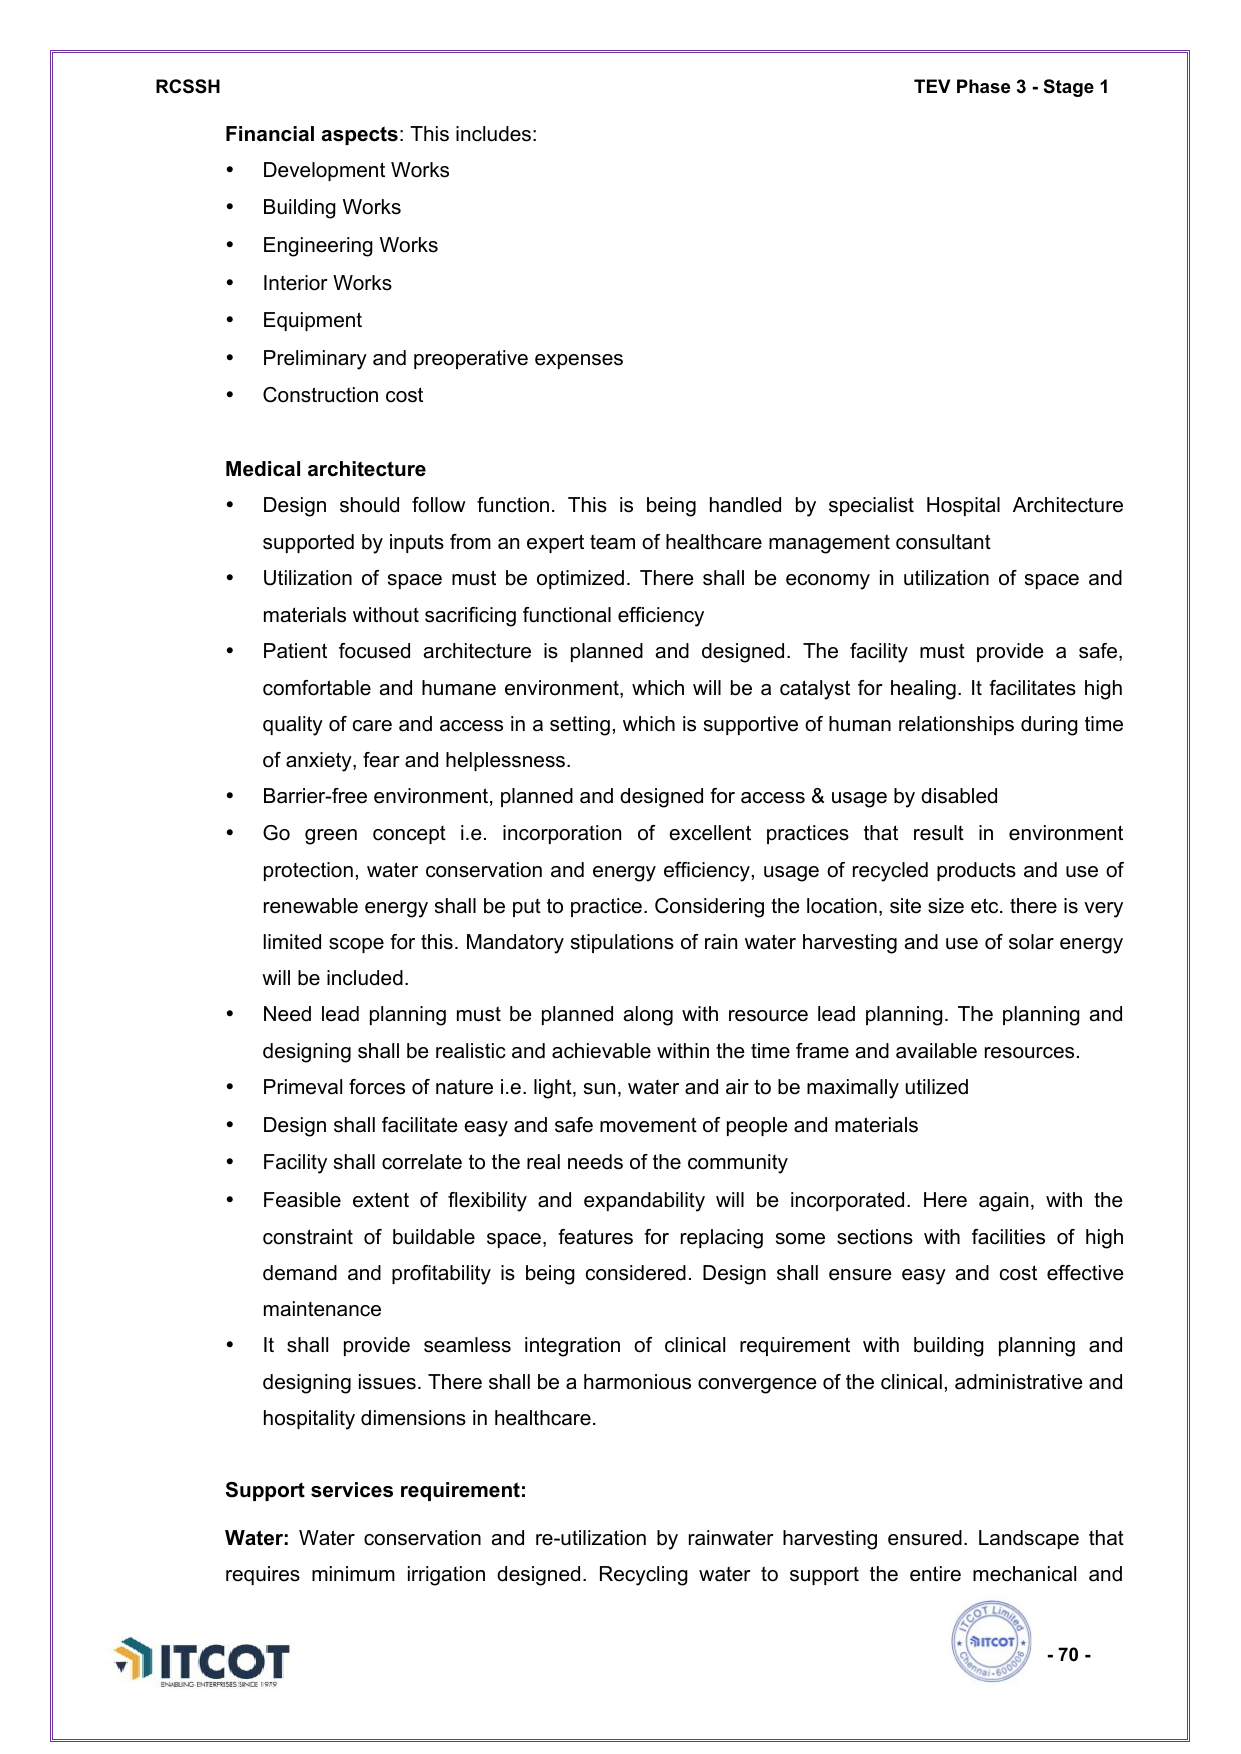 RCSSH TEV Phase 3 - Stage 1
Financial aspects: This includes:
• Development Works
• Building Works
• Engineering Works
• Interior Works
• Equipment
• Preliminary and preoperative expenses
• Construction cost
Medical architecture
• Design should follow function. This is being handled by specialist Hospital Architecture
supported by inputs from an expert team of healthcare management consultant
• Utilization of space must be optimized. There shall be economy in utilization of space and
materials without sacrificing functional efficiency
• Patient focused architecture is planned and designed. The facility must provide a safe,
comfortable and humane environment, which will be a catalyst for healing. It facilitates high
quality of care and access in a setting, which is supportive of human relationships during time
of anxiety, fear and helplessness.
• Barrier-free environment, planned and designed for access & usage by disabled
• Go green concept i.e. incorporation of excellent practices that result in environment
protection, water conservation and energy efficiency, usage of recycled products and use of
renewable energy shall be put to practice. Considering the location, site size etc. there is very
limited scope for this. Mandatory stipulations of rain water harvesting and use of solar energy
will be included.
• Need lead planning must be planned along with resource lead planning. The planning and
designing shall be realistic and achievable within the time frame and available resources.
• Primeval forces of nature i.e. light, sun, water and air to be maximally utilized
• Design shall facilitate easy and safe movement of people and materials
• Facility shall correlate to the real needs of the community
• Feasible extent of flexibility and expandability will be incorporated. Here again, with the
constraint of buildable space, features for replacing some sections with facilities of high
demand and profitability is being considered. Design shall ensure easy and cost effective
maintenance
• It shall provide seamless integration of clinical requirement with building planning and
designing issues. There shall be a harmonious convergence of the clinical, administrative and
hospitality dimensions in healthcare.
Support services requirement:
Water: Water conservation and re-utilization by rainwater harvesting ensured. Landscape that
requires minimum irrigation designed. Recycling water to support the entire mechanical and
ITCOT
ENABLING ENTERPRISES SINCE 1979
ITCOT Limited
ITCOT
Chennai-600006
- 70 -